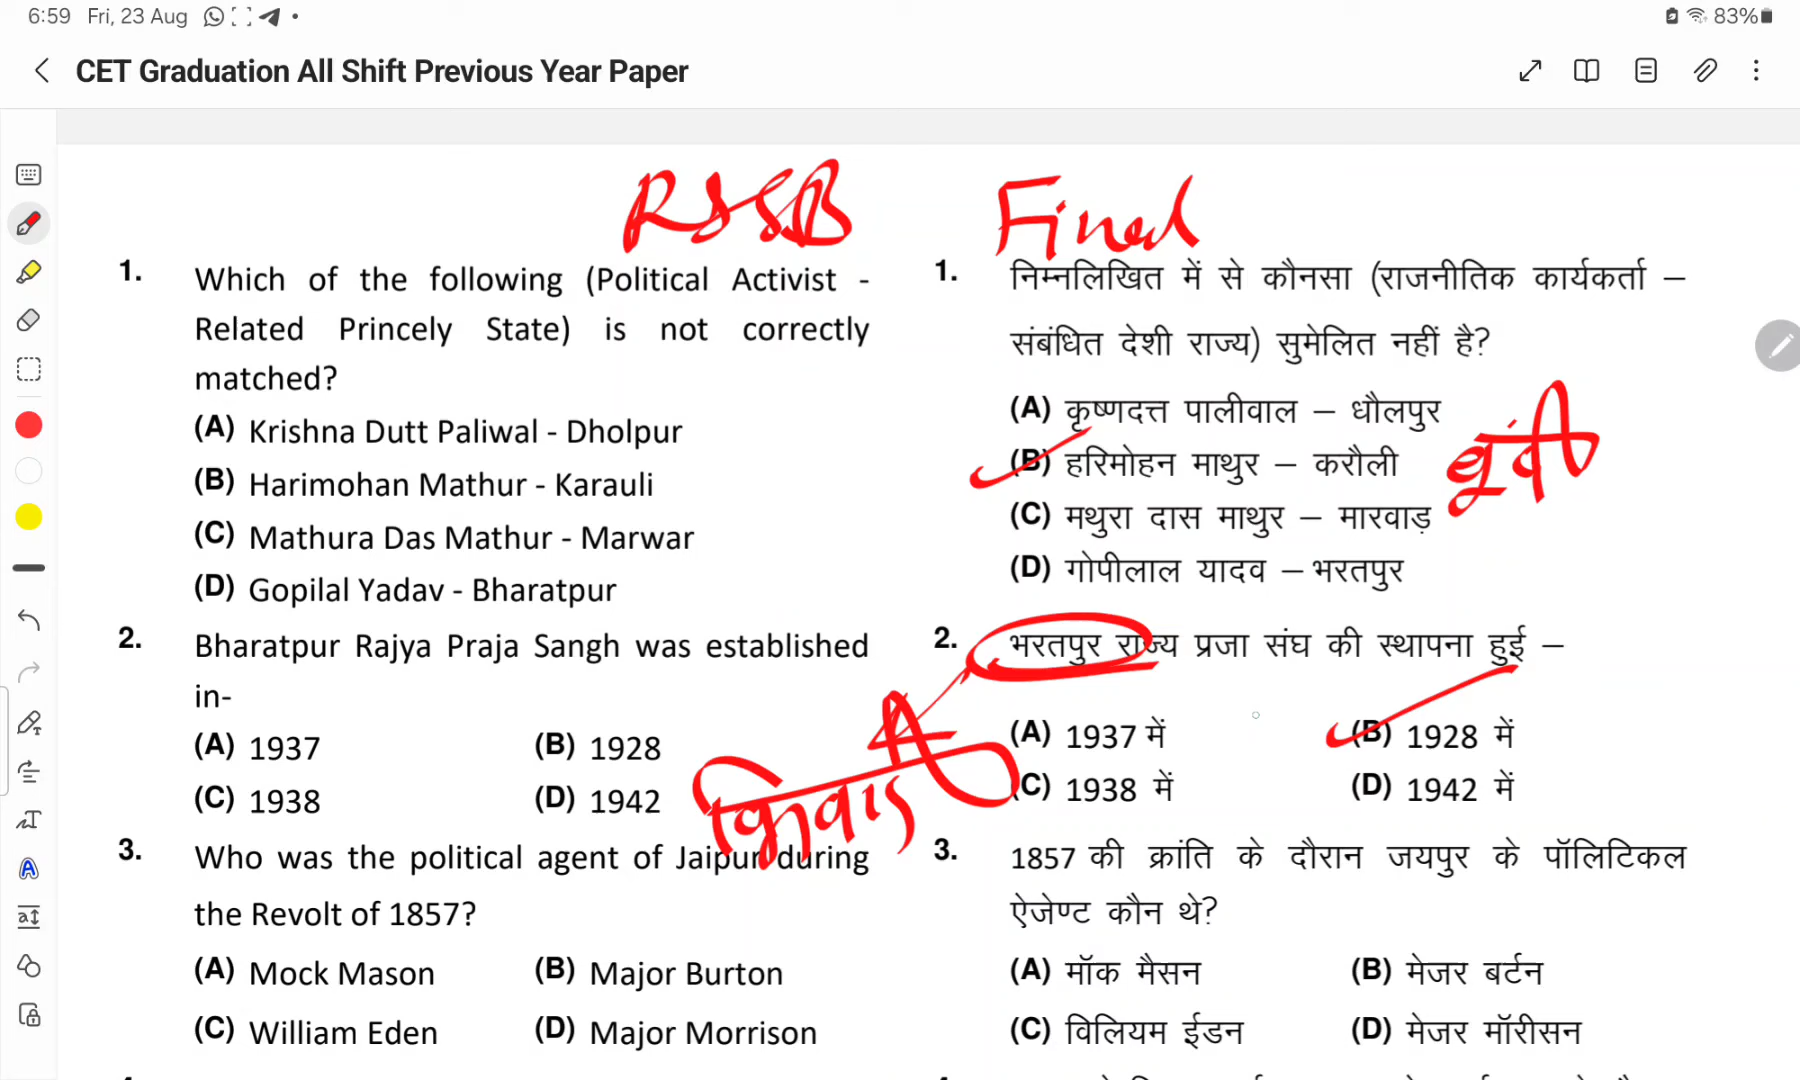 6:59 Fri, 23 Aug
83%
CET Graduation All Shift Previous Year Paper
RSSB Final
1. Which of the following (Political Activist -
Related Princely State) is not correctly
matched?
(A) Krishna Dutt Paliwal - Dholpur
(B) Harimohan Mathur - Karauli
(C) Mathura Das Mathur - Marwar
(D) Gopilal Yadav - Bharatpur
2. Bharatpur Rajya Praja Sangh was established
in-
(A) 1937 (B) 1928
(C) 1938 (D) 1942
3. Who was the political agent of Jaipur during
the Revolt of 1857?
(A) Mock Mason (B) Major Burton
(C) William Eden (D) Major Morrison
1. निम्नलिखित में से कौनसा (राजनीतिक कार्यकर्ता –
संबंधित देशी राज्य) सुमेलित नहीं है?
(A) कृष्णदत्त पालीवाल – धौलपुर
(B) हरिमोहन माथुर – करौली
बूंदी
(C) मथुरा दास माथुर – मारवाड़
(D) गोपीलाल यादव – भरतपुर
2. भरतपुर राज्य प्रजा संघ की स्थापना हुई –
(A) 1937 में (B) 1928 में
(C) 1938 में (D) 1942 में
3. 1857 की क्रांति के दौरान जयपुर के पॉलिटिकल
ऐजेण्ट कौन थे?
(A) मॉक मैसन (B) मेजर बर्टन
(C) विलियम ईडन (D) मेजर मॉरीसन